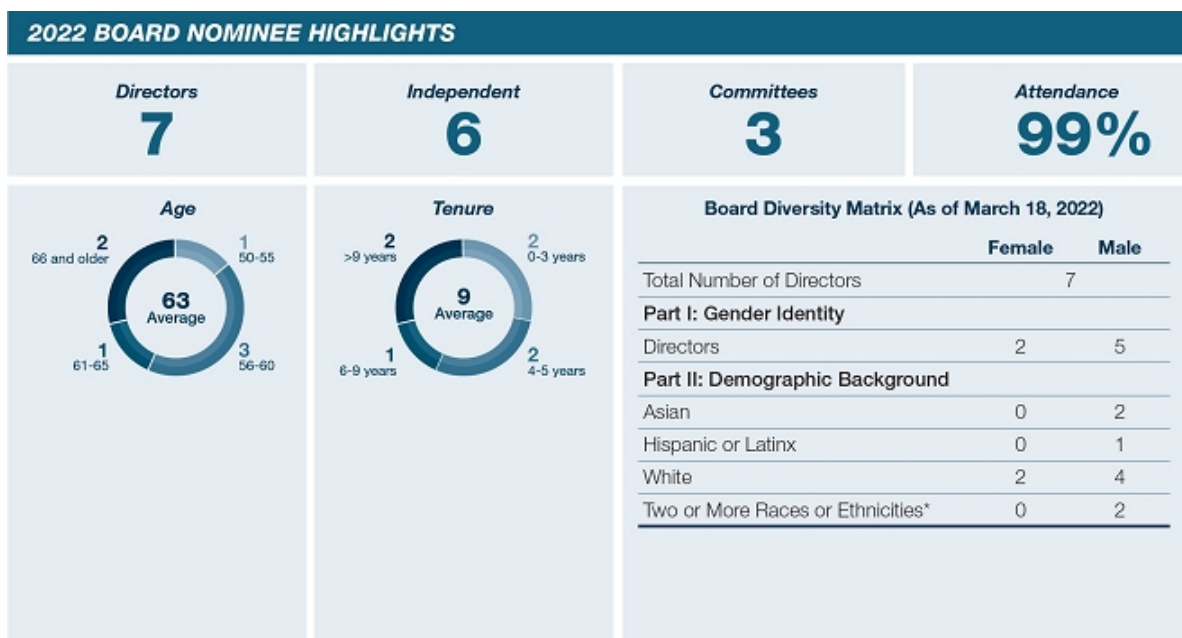 2022 BOARD NOMINEE HIGHLIGHTS
Directors
7
Independent
6
Committees
3
Attendance
99%
Age
2
66 and older
1
50-55
63
Average
1
61-65
3
56-60
Tenure
2
>9 years
2
0-3 years
9
Average
1
6-9 years
2
4-5 years
Board Diversity Matrix (As of March 18, 2022)
Female Male
Total Number of Directors 7
Part I: Gender Identity
Directors 2 5
Part II: Demographic Background
Asian 0 2
Hispanic or Latinx 0 1
White 2 4
Two or More Races or Ethnicities* 0 2